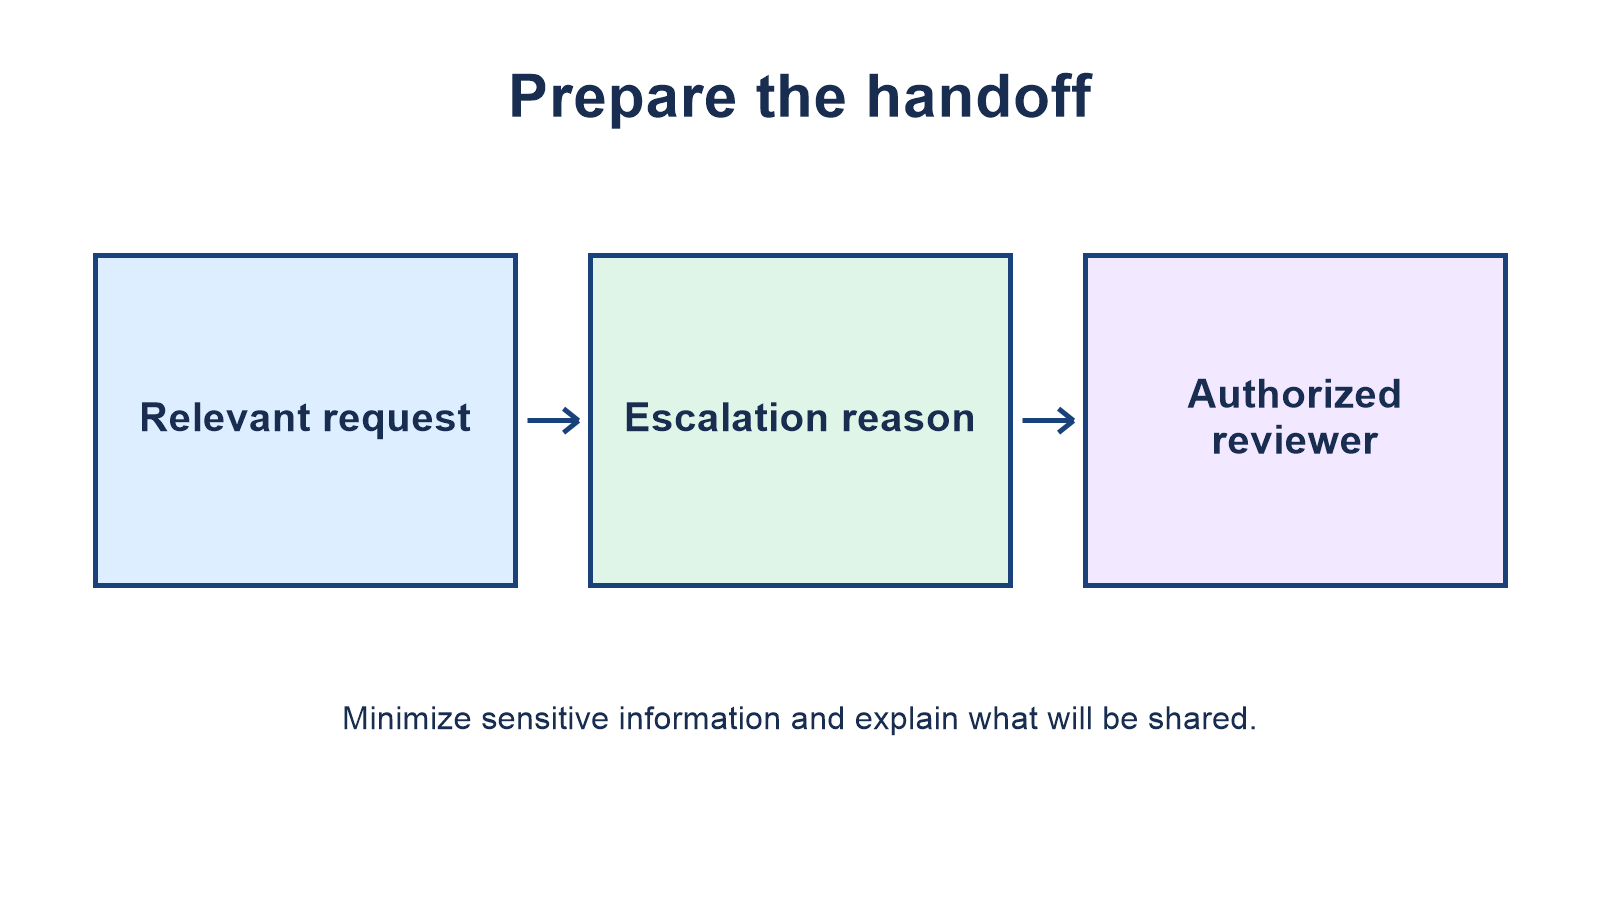 Prepare the handoff
Relevant request
Escalation reason
Authorized
reviewer
Minimize sensitive information and explain what will be shared.